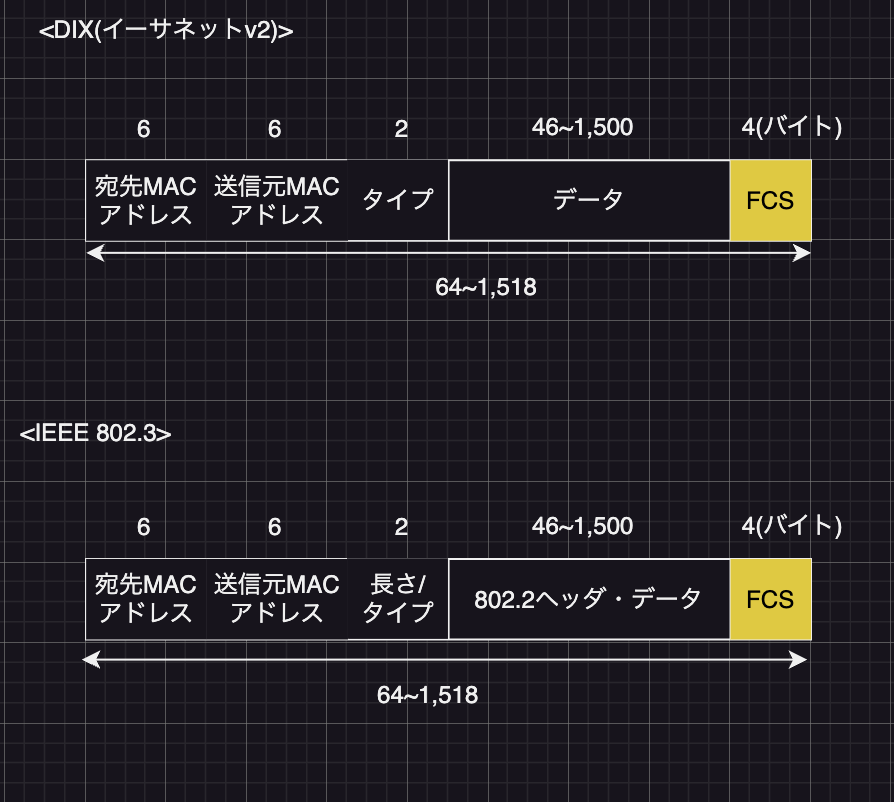 <DIX(イーサネットv2)>
6 6 2 46~1,500 4(バイト)
宛先MAC
アドレス
送信元MAC
アドレス
タイプ
データ
FCS
64~1,518
<IEEE 802.3>
6 6 2 46~1,500 4(バイト)
宛先MAC
アドレス
送信元MAC
アドレス
長さ/
タイプ
802.2ヘッダ・データ
FCS
64~1,518